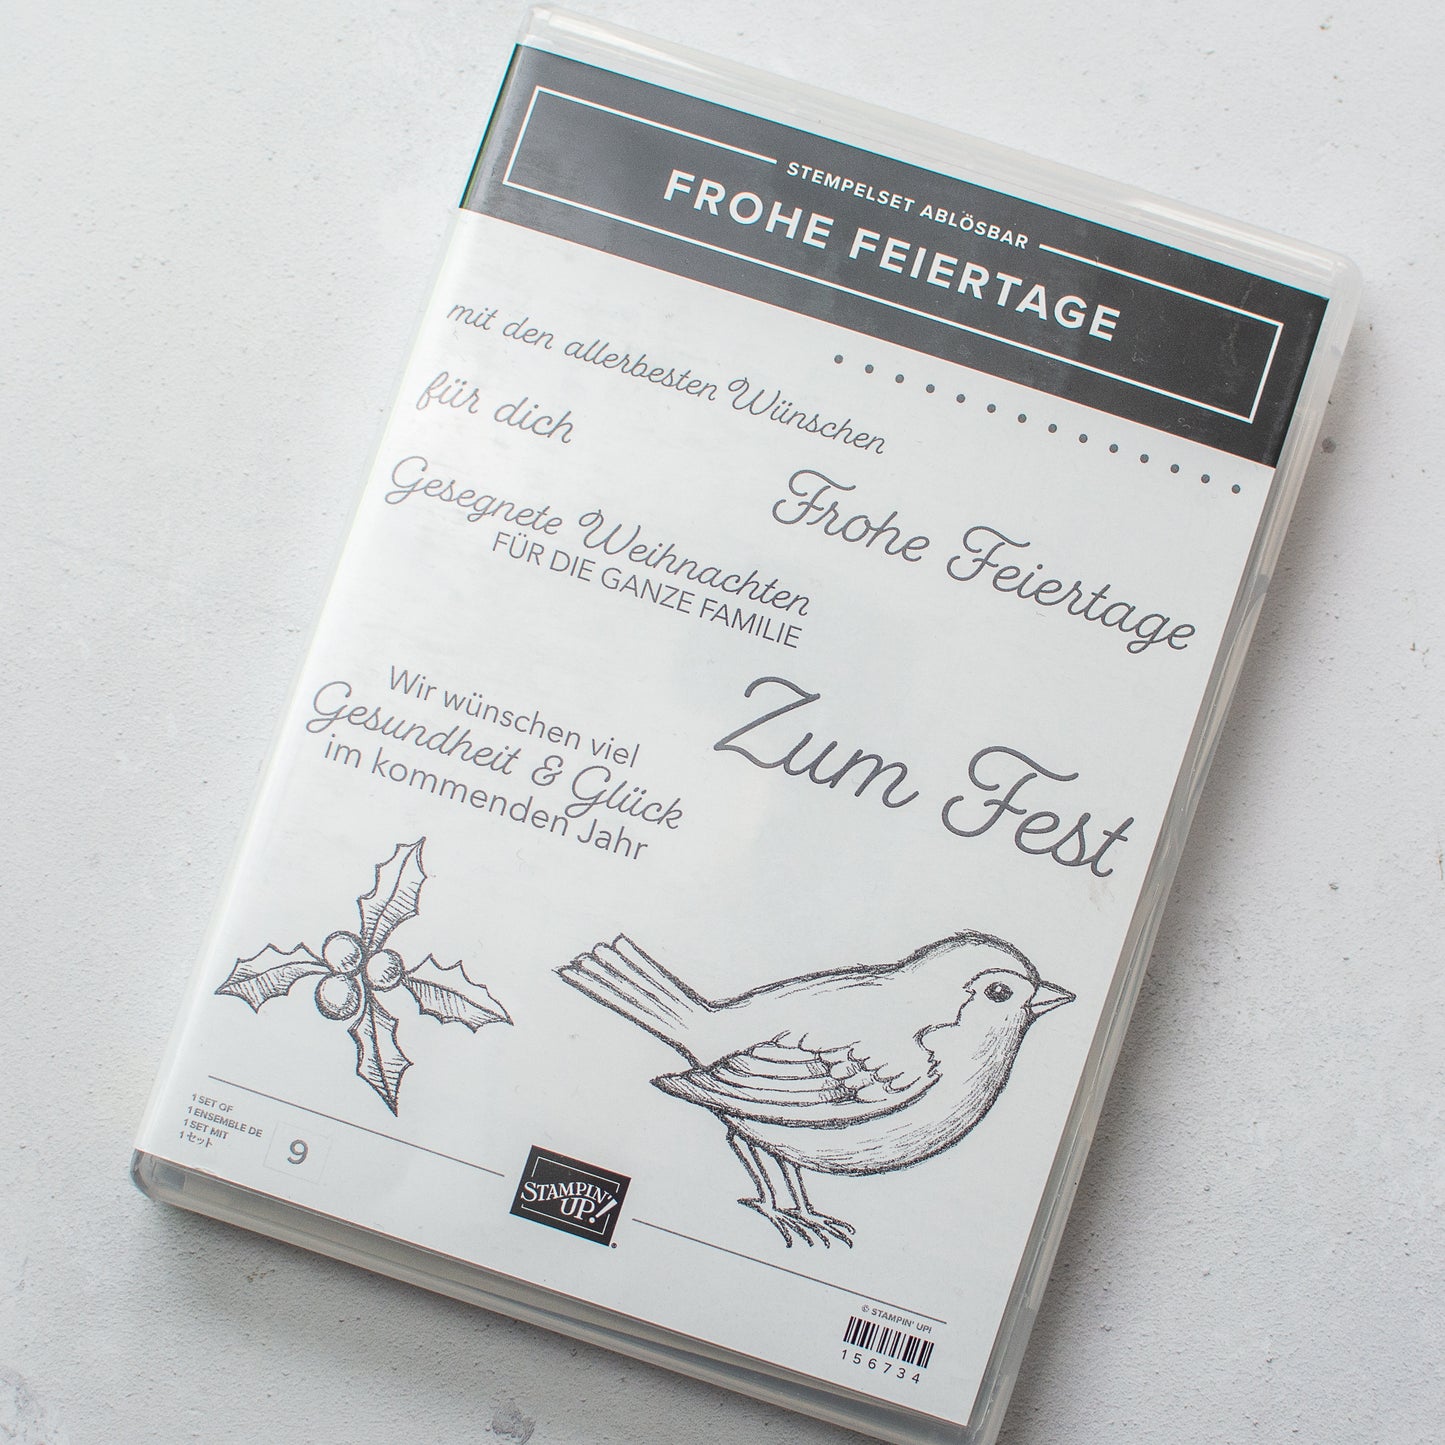 STEMPELSET ABLÖSBAR
FROHE FEIERTAGE
mit den allerbesten Wünschen
für dich
Gesegnete Weihnachten
FÜR DIE GANZE FAMILIE
Frohe Feiertage
Wir wünschen viel
Gesundheit & Glück
im kommenden Jahr
Zum Fest
1 SET OF
1 ENSEMBLE DE
1 SET MIT
1 セット
9
STAMPIN'
UP!
© STAMPIN' UP!
156734